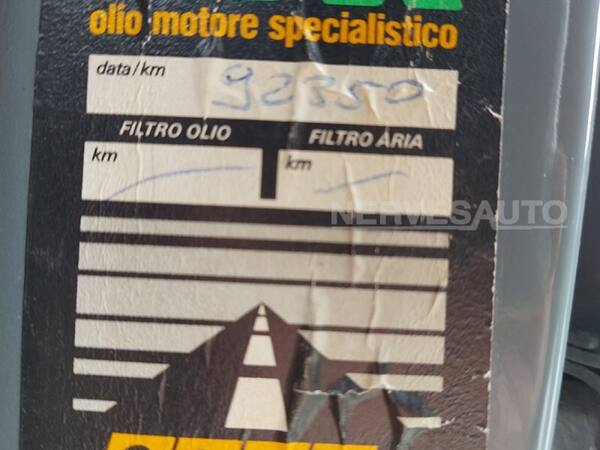 olio motore specialistico
data/km 92350
FILTRO OLIO FILTRO ARIA
km km
NERVESAUTO